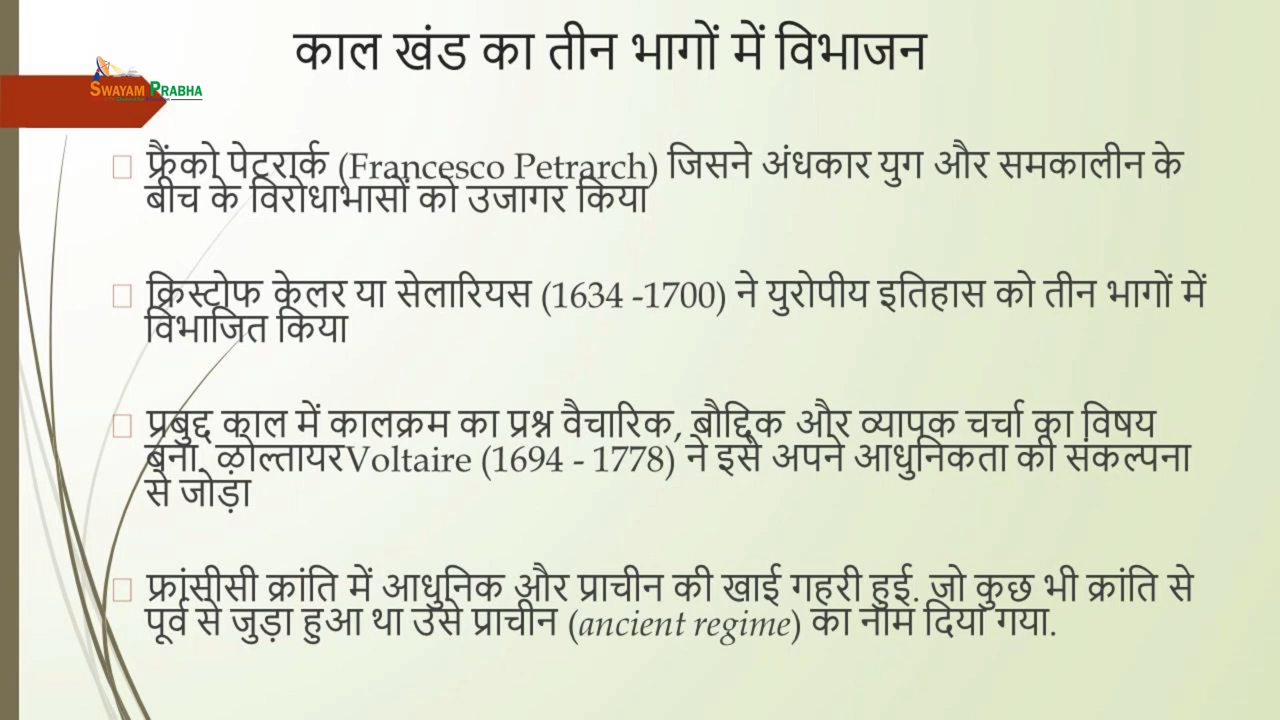 काल खंड का तीन भागों में विभाजन
SWAYAM PRABHA
फ्रैंको पेटरार्क (Francesco Petrarch) जिसने अंधकार युग और समकालीन के
बीच के विरोधाभासों को उजागर किया
क्रिस्टोफ केलर या सेलारियस (1634 -1700) ने युरोपीय इतिहास को तीन भागों में
विभाजित किया
प्रबुद्द काल में कालक्रम का प्रश्न वैचारिक, बौद्दिक और व्यापक चर्चा का विषय
बना. ळोल्तायरVoltaire (1694 - 1778) ने इसे अपने आधुनिकता की संकल्पना
से जोड़ा
फ्रांसीसी क्रांति में आधुनिक और प्राचीन की खाई गहरी हुई. जो कुछ भी क्रांति से
पूर्व से जुड़ा हुआ था उसे प्राचीन (ancient regime) का नाम दिया गया.